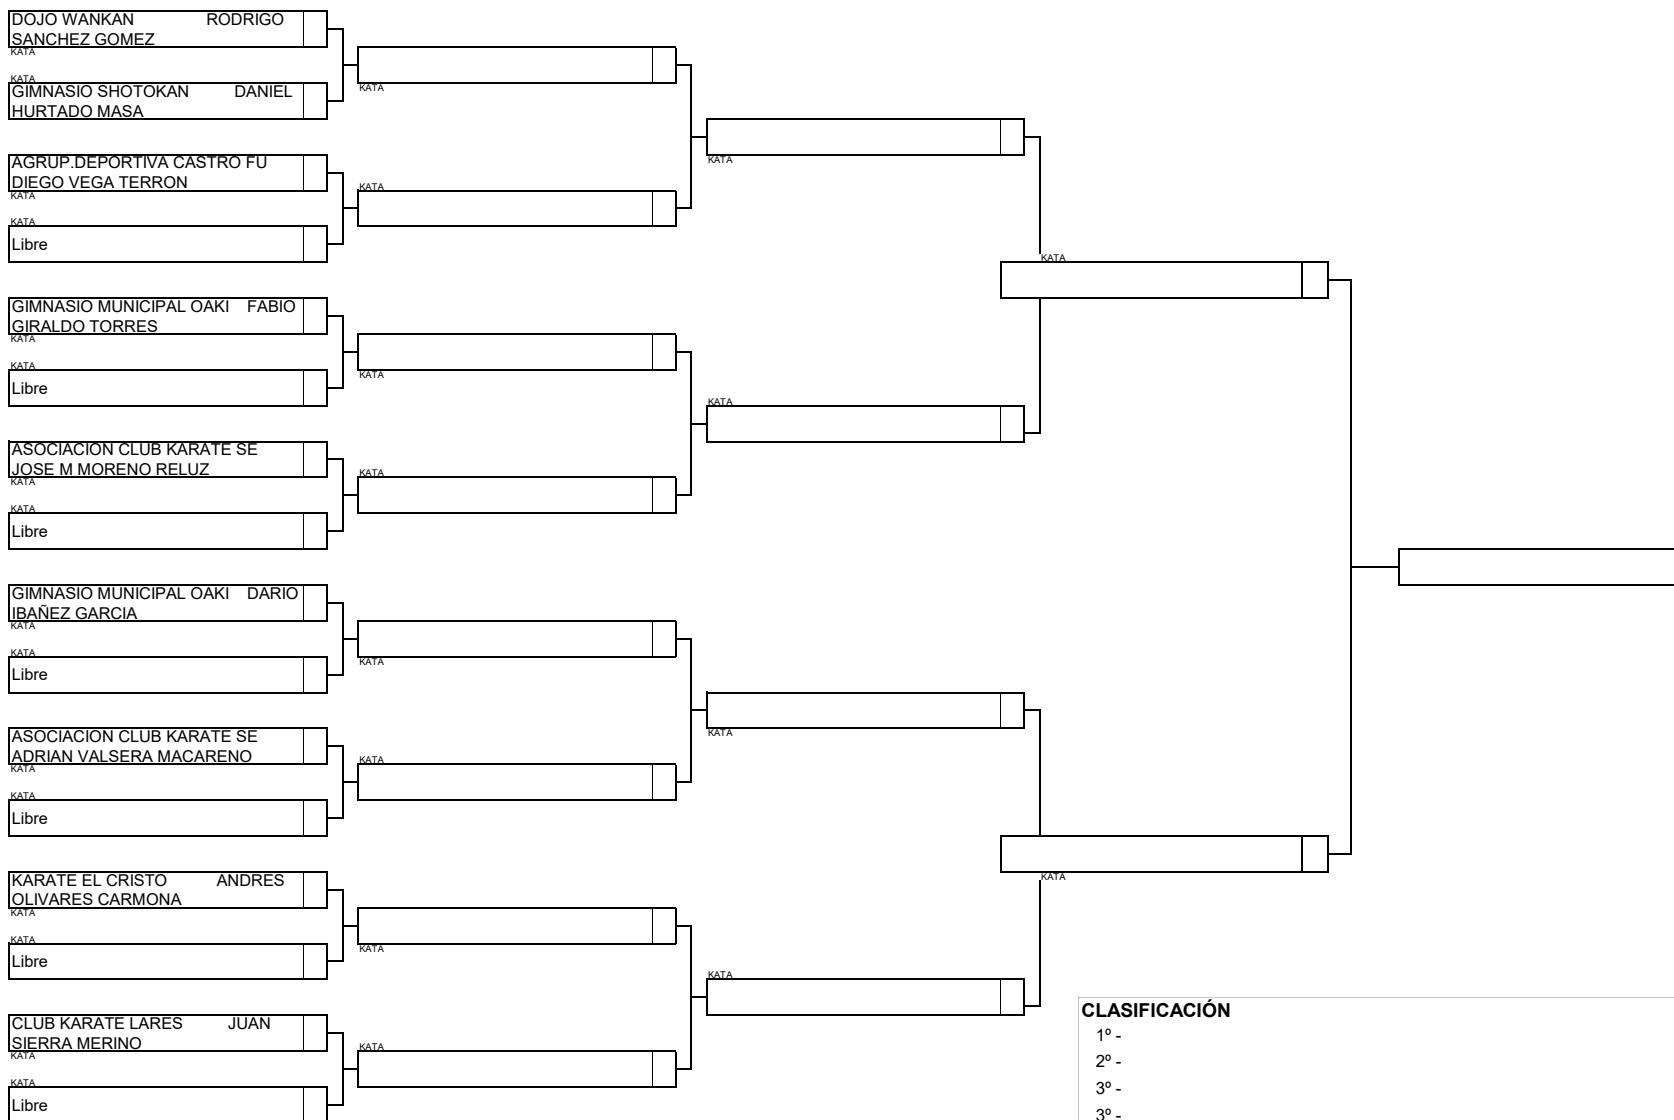 DOJO WANKAN RODRIGO
SANCHEZ GOMEZ
KATA
KATA
GIMNASIO SHOTOKAN DANIEL
HURTADO MASA
AGRUP.DEPORTIVA CASTRO FU
DIEGO VEGA TERRON
KATA
KATA
Libre
GIMNASIO MUNICIPAL OAKI FABIO
GIRALDO TORRES
KATA
KATA
Libre
ASOCIACION CLUB KARATE SE
JOSE M MORENO RELUZ
KATA
KATA
Libre
GIMNASIO MUNICIPAL OAKI DARIO
IBAÑEZ GARCIA
KATA
KATA
Libre
ASOCIACION CLUB KARATE SE
ADRIAN VALSERA MACARENO
KATA
KATA
Libre
KARATE EL CRISTO ANDRES
OLIVARES CARMONA
KATA
KATA
Libre
CLUB KARATE LARES JUAN
SIERRA MERINO
KATA
KATA
Libre
KATA
KATA
KATA
KATA
KATA
KATA
KATA
KATA
KATA
KATA
KATA
KATA
KATA
KATA
CLASIFICACIÓN
1º -
2º -
3º -
3º -